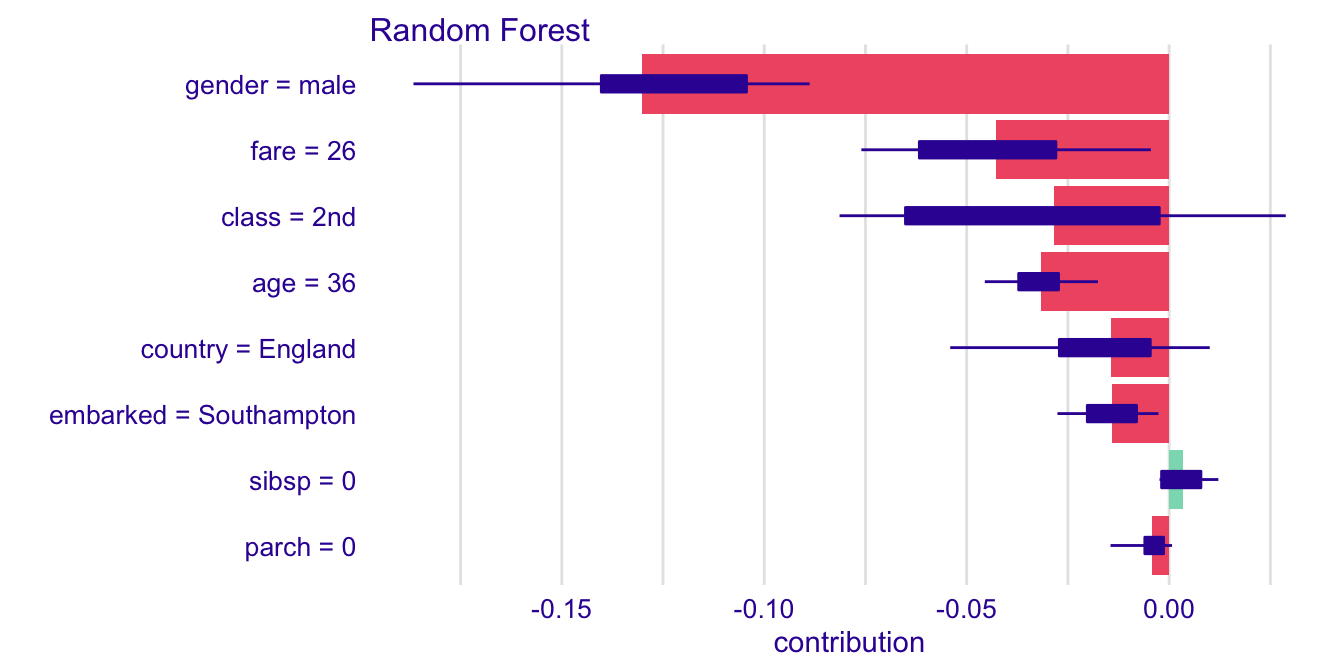 Random Forest
gender = male
fare = 26
class = 2nd
age = 36
country = England
embarked = Southampton
sibsp = 0
parch = 0
-0.15 -0.10 -0.05 0.00
contribution